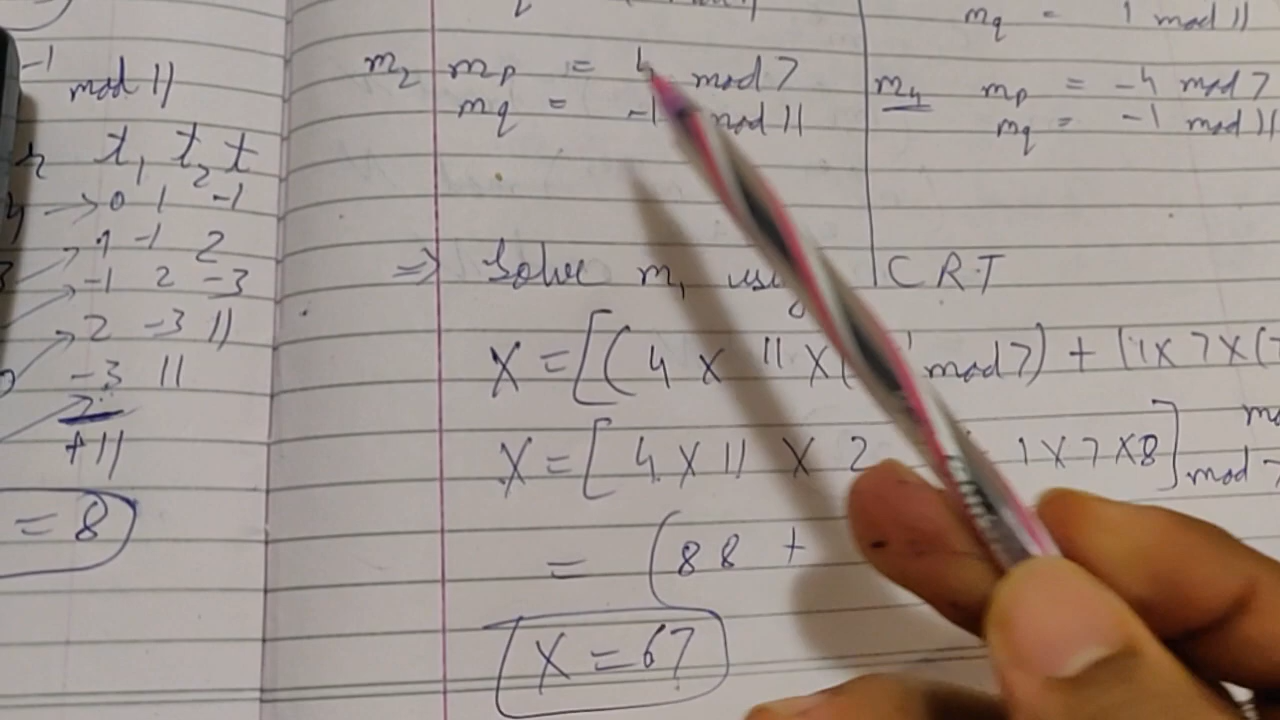 -1
mod 11
t₁ t₂ t
→ 0 1 -1
1 -1 2
-1 2 -3
2 -3 11
-3 11
+11
= 8
mq = 1 mod 11
m₂ mp = 4 mod 7
mq = -1 mod 11
m₄ mp = -4 mod 7
mq = -1 mod 11
⇒ Solve m₁ C R T
X = [(4 X 11 X ( mod 7) + (1 X 7 X (
X = [4 X 11 X 2 1 X 7 X 8] mod
= (88 +
X = 67